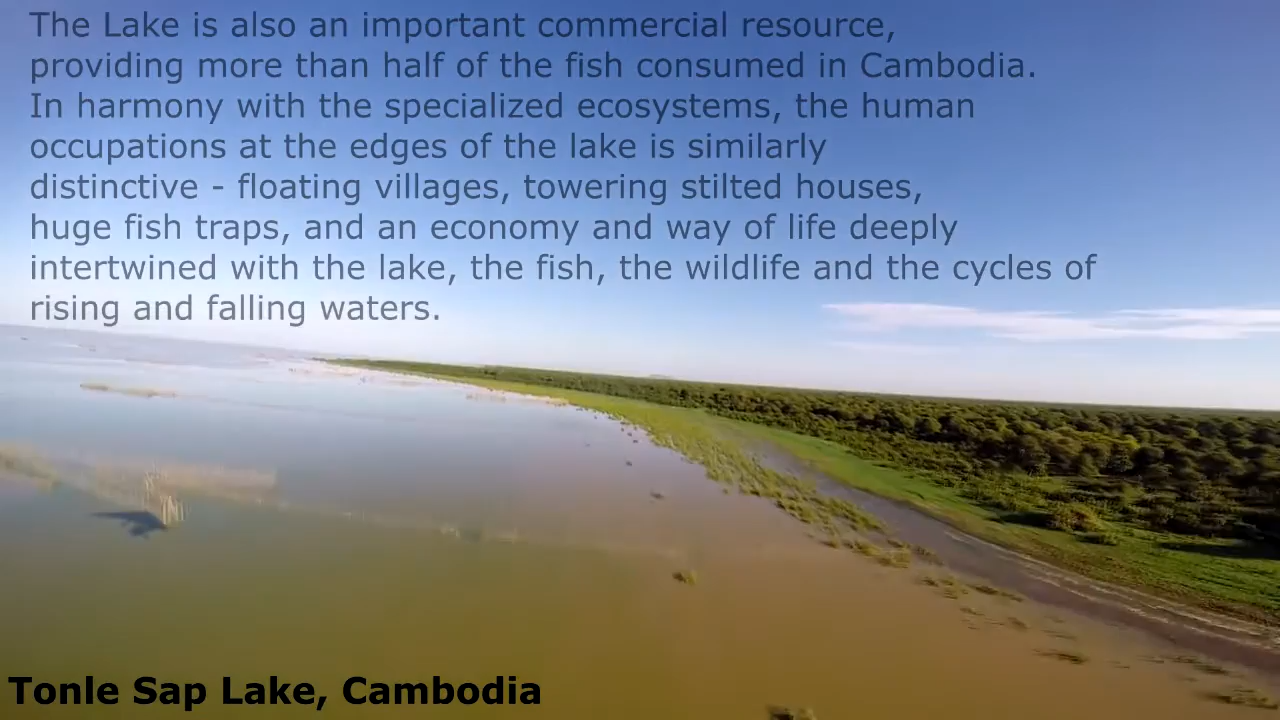 The Lake is also an important commercial resource,
providing more than half of the fish consumed in Cambodia.
In harmony with the specialized ecosystems, the human
occupations at the edges of the lake is similarly
distinctive - floating villages, towering stilted houses,
huge fish traps, and an economy and way of life deeply
intertwined with the lake, the fish, the wildlife and the cycles of
rising and falling waters.
Tonle Sap Lake, Cambodia